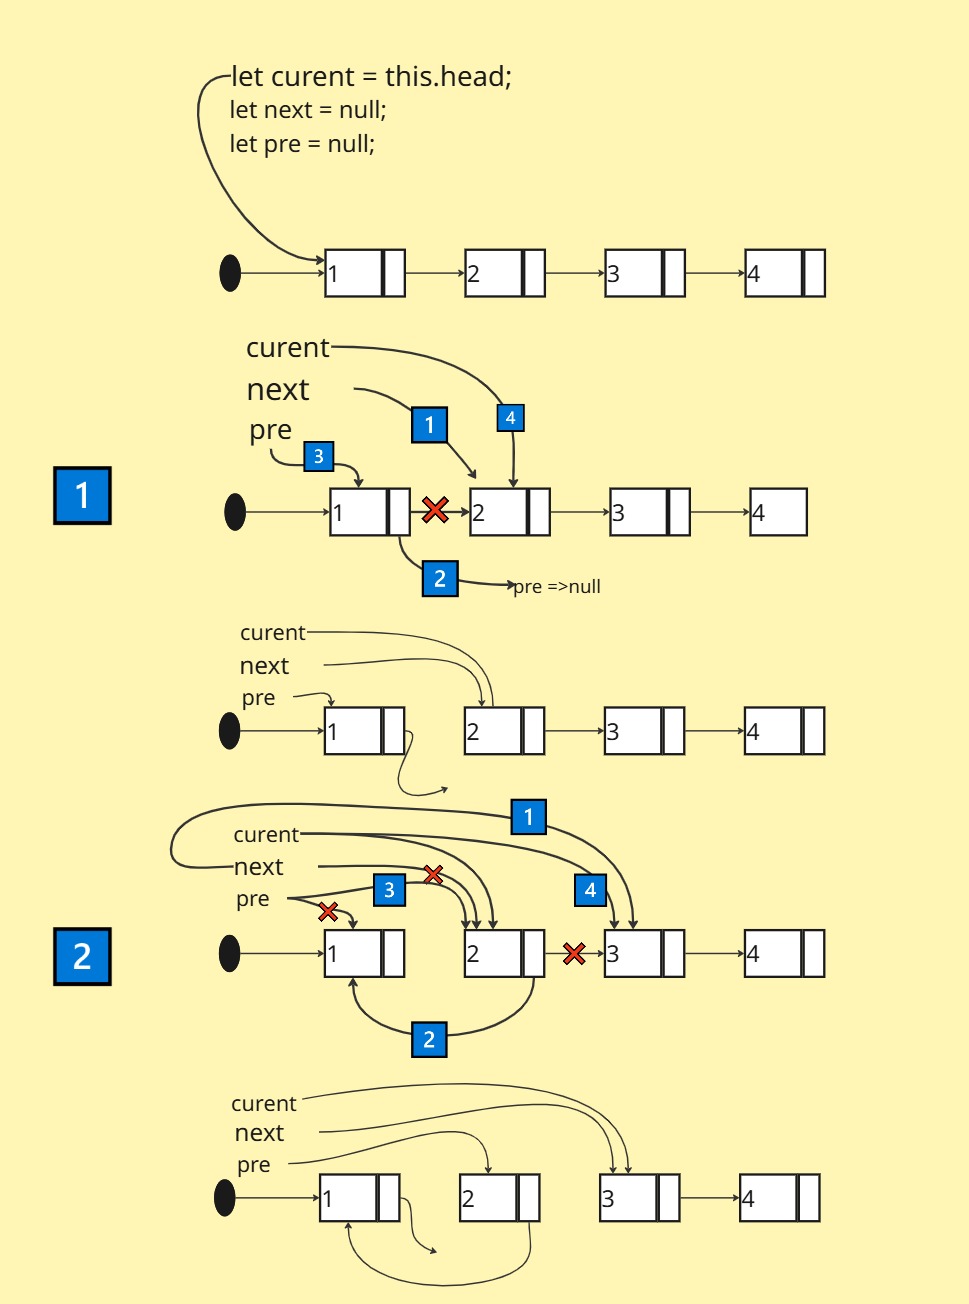 let curent = this.head;
let next = null;
let pre = null;
1 2 3 4
curent
next
pre
1
4
3
1
1 2 3 4
2
pre =>null
curent
next
pre
1 2 3 4
1
curent
next
pre
3
4
2
1 2 3 4
2
curent
next
pre
1 2 3 4